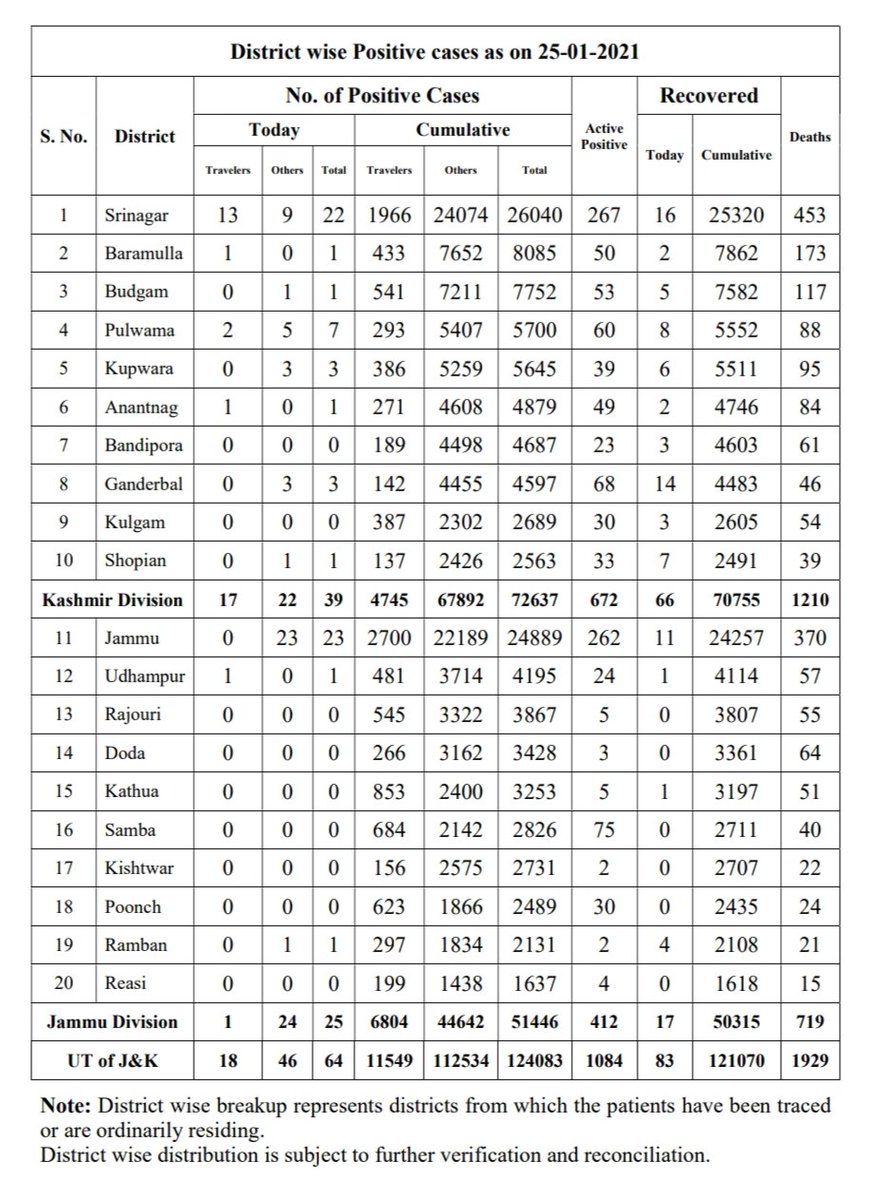 District wise Positive cases as on 25-01-2021
S. No. District No. of Positive Cases Active Positive Recovered Deaths
Today Cumulative Today Cumulative
Travelers Others Total Travelers Others Total
1 Srinagar 13 9 22 1966 24074 26040 267 16 25320 453
2 Baramulla 1 0 1 433 7652 8085 50 2 7862 173
3 Budgam 0 1 1 541 7211 7752 53 5 7582 117
4 Pulwama 2 5 7 293 5407 5700 60 8 5552 88
5 Kupwara 0 3 3 386 5259 5645 39 6 5511 95
6 Anantnag 1 0 1 271 4608 4879 49 2 4746 84
7 Bandipora 0 0 0 189 4498 4687 23 3 4603 61
8 Ganderbal 0 3 3 142 4455 4597 68 14 4483 46
9 Kulgam 0 0 0 387 2302 2689 30 3 2605 54
10 Shopian 0 1 1 137 2426 2563 33 7 2491 39
Kashmir Division 17 22 39 4745 67892 72637 672 66 70755 1210
11 Jammu 0 23 23 2700 22189 24889 262 11 24257 370
12 Udhampur 1 0 1 481 3714 4195 24 1 4114 57
13 Rajouri 0 0 0 545 3322 3867 5 0 3807 55
14 Doda 0 0 0 266 3162 3428 3 0 3361 64
15 Kathua 0 0 0 853 2400 3253 5 1 3197 51
16 Samba 0 0 0 684 2142 2826 75 0 2711 40
17 Kishtwar 0 0 0 156 2575 2731 2 0 2707 22
18 Poonch 0 0 0 623 1866 2489 30 0 2435 24
19 Ramban 0 1 1 297 1834 2131 2 4 2108 21
20 Reasi 0 0 0 199 1438 1637 4 0 1618 15
Jammu Division 1 24 25 6804 44642 51446 412 17 50315 719
UT of J&K 18 46 64 11549 112534 124083 1084 83 121070 1929
Note: District wise breakup represents districts from which the patients have been traced
or are ordinarily residing.
District wise distribution is subject to further verification and reconciliation.